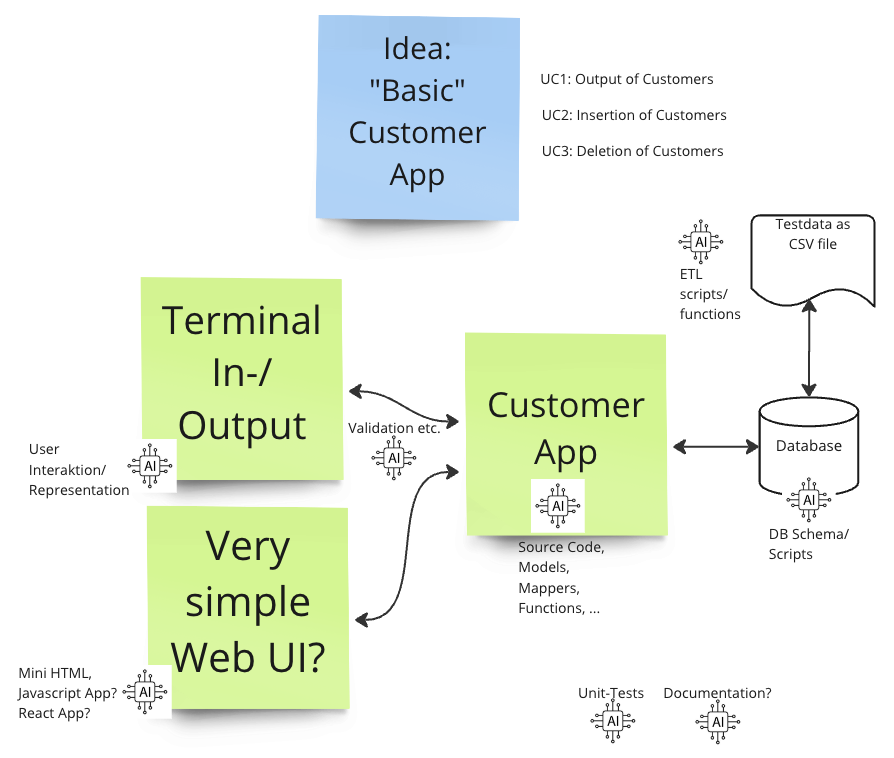 Idea:
"Basic"
Customer
App
UC1: Output of Customers
UC2: Insertion of Customers
UC3: Deletion of Customers
Testdata as
CSV file
AI
ETL
scripts/
functions
Terminal
In-/
Output
User
Interaktion/
Representation
AI
Validation etc.
AI
Customer
App
AI
Source Code,
Models,
Mappers,
Functions, ...
Database
AI
DB Schema/
Scripts
Very
simple
Web UI?
Mini HTML,
Javascript App?
React App?
AI
Unit-Tests
AI
Documentation?
AI